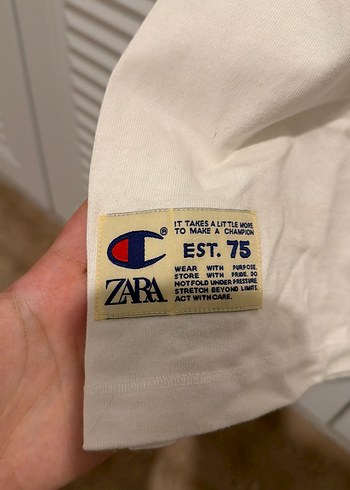 ®
IT TAKES A LITTLE MORE
TO MAKE A CHAMPION
EST. 75
ZARA
WEAR WITH PURPOSE.
STORE WITH PRIDE. DO
NOT FOLD UNDER PRESSURE.
STRETCH BEYOND LIMITS.
ACT WITH CARE.